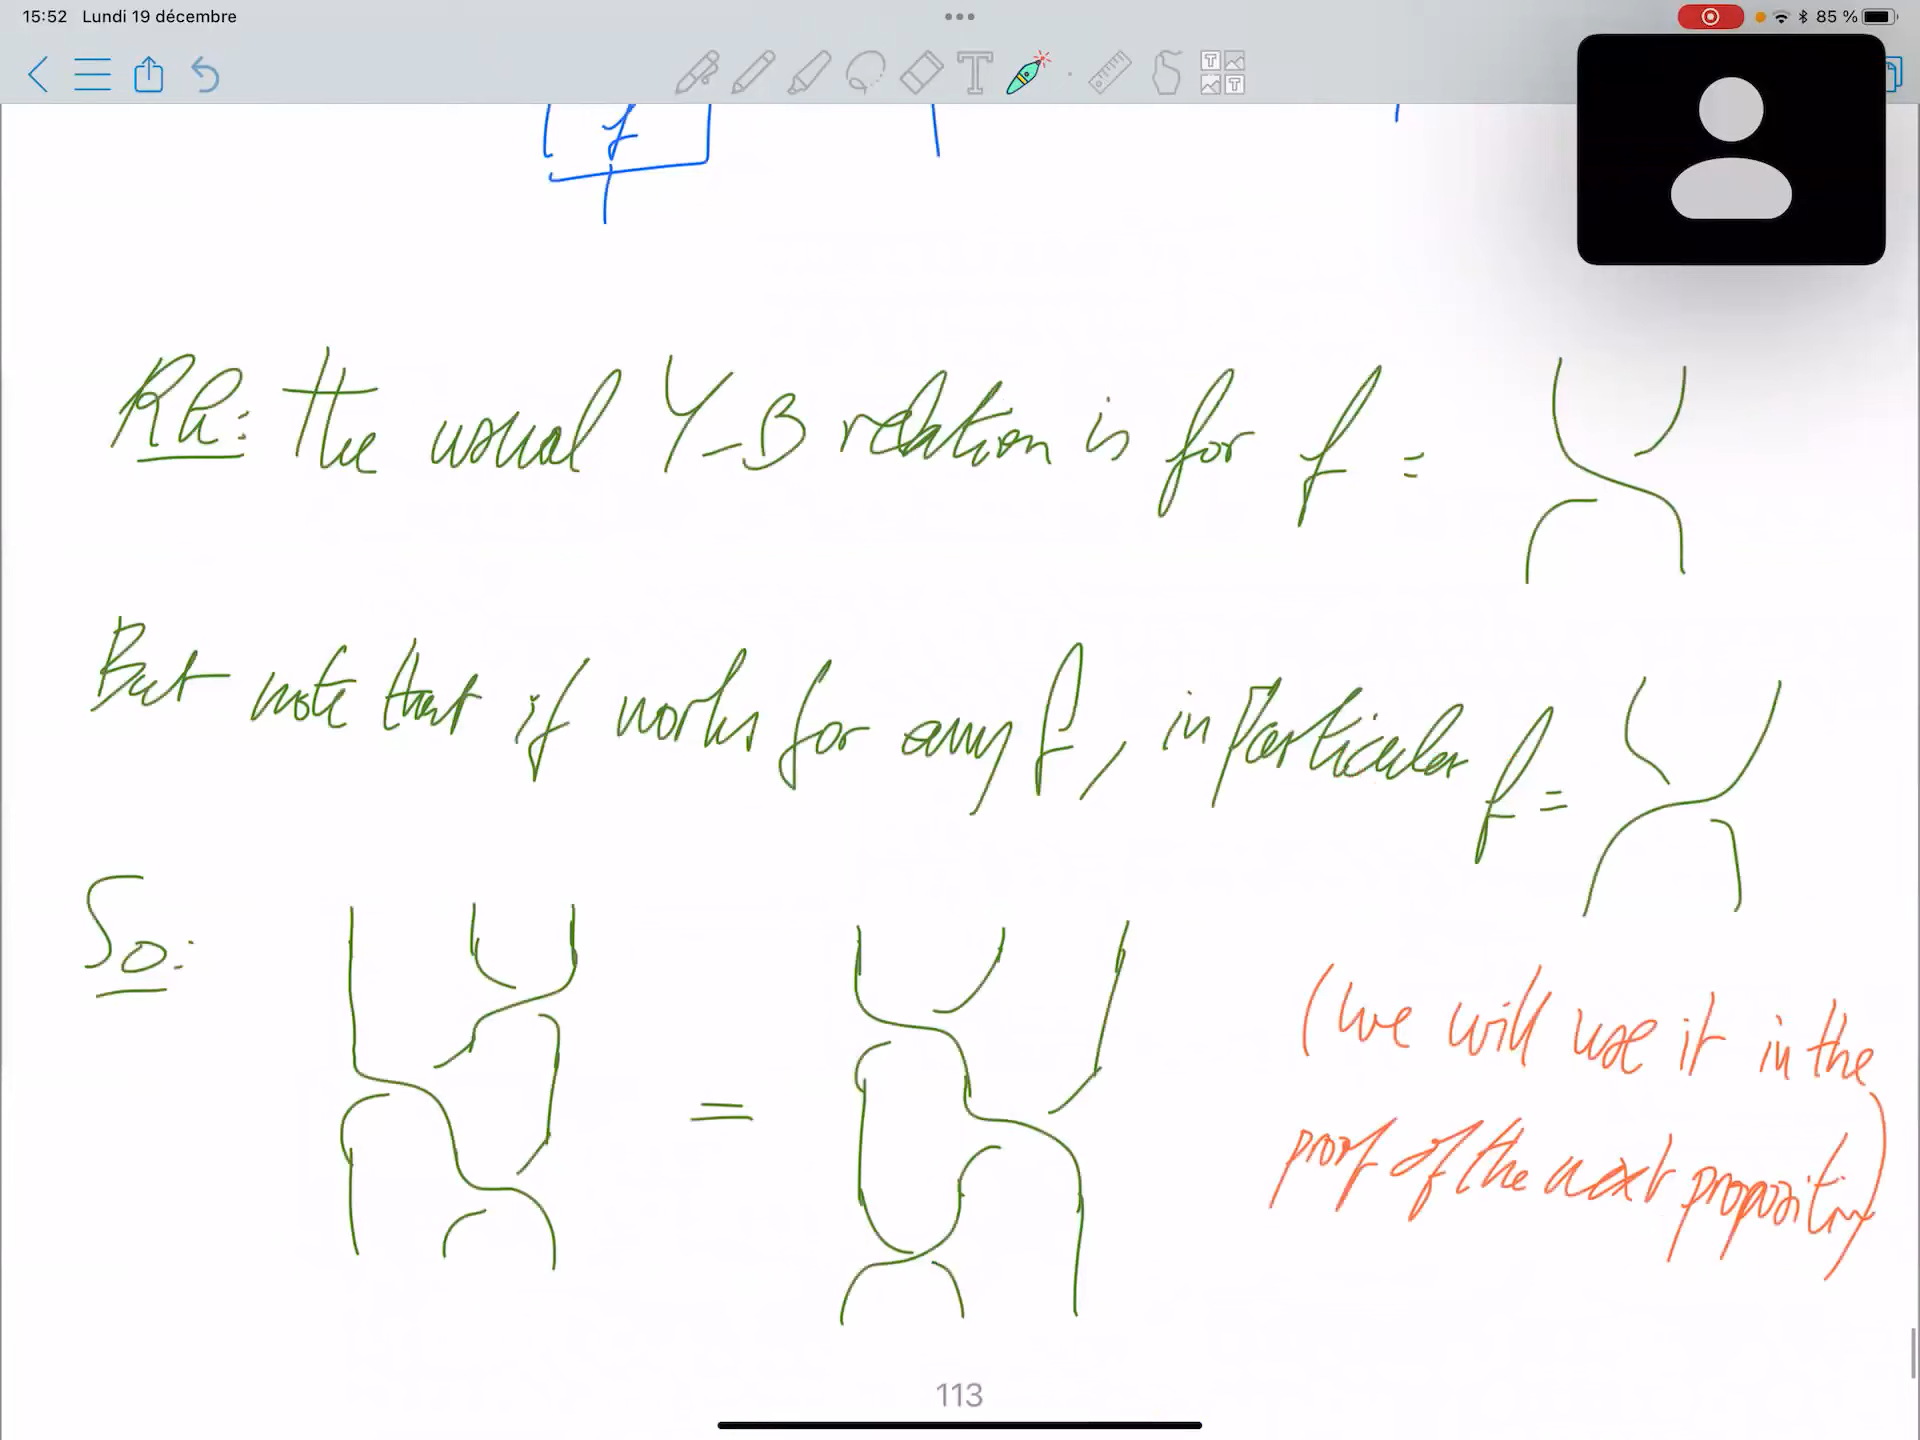 15:52 Lundi 19 décembre
85 %
f
Rk: The usual Y-B relation is for f =
But note that it works for any f, in particular f =
So:
=
(we will use it in the
proof of the next proposition)
113